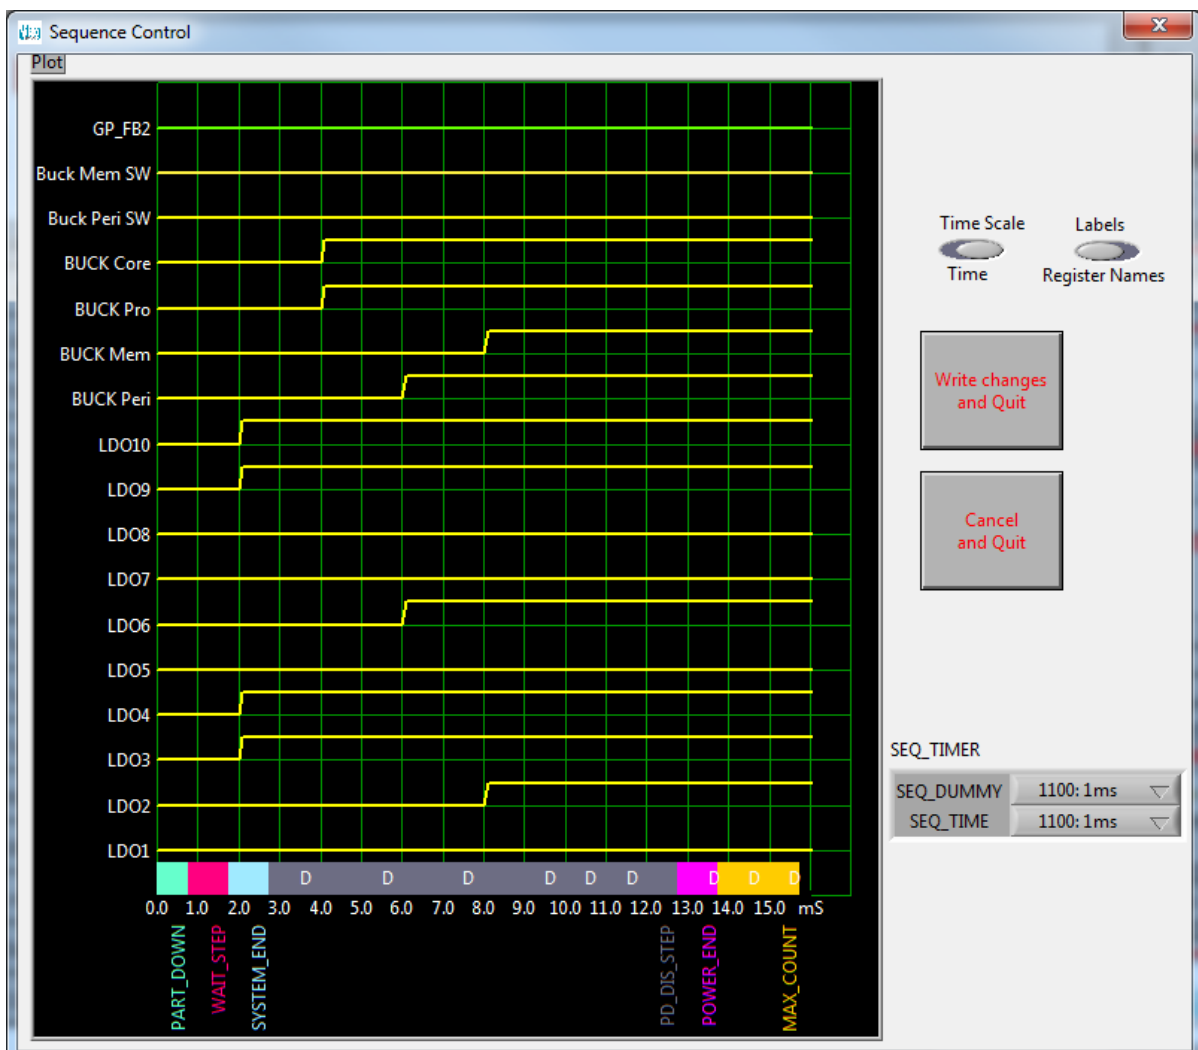 Sequence Control
Plot
GP_FB2
Buck Mem SW
Buck Peri SW
BUCK Core
BUCK Pro
BUCK Mem
BUCK Peri
LDO10
LDO9
LDO8
LDO7
LDO6
LDO5
LDO4
LDO3
LDO2
LDO1
D D D D D D D D D
0.0 1.0 2.0 3.0 4.0 5.0 6.0 7.0 8.0 9.0 10.0 11.0 12.0 13.0 14.0 15.0 mS
PART_DOWN
WAIT_STEP
SYSTEM_END
PD_DIS_STEP
POWER_END
MAX_COUNT
Time Scale
Time
Labels
Register Names
Write changes
and Quit
Cancel
and Quit
SEQ_TIMER
SEQ_DUMMY 1100: 1ms
SEQ_TIME 1100: 1ms